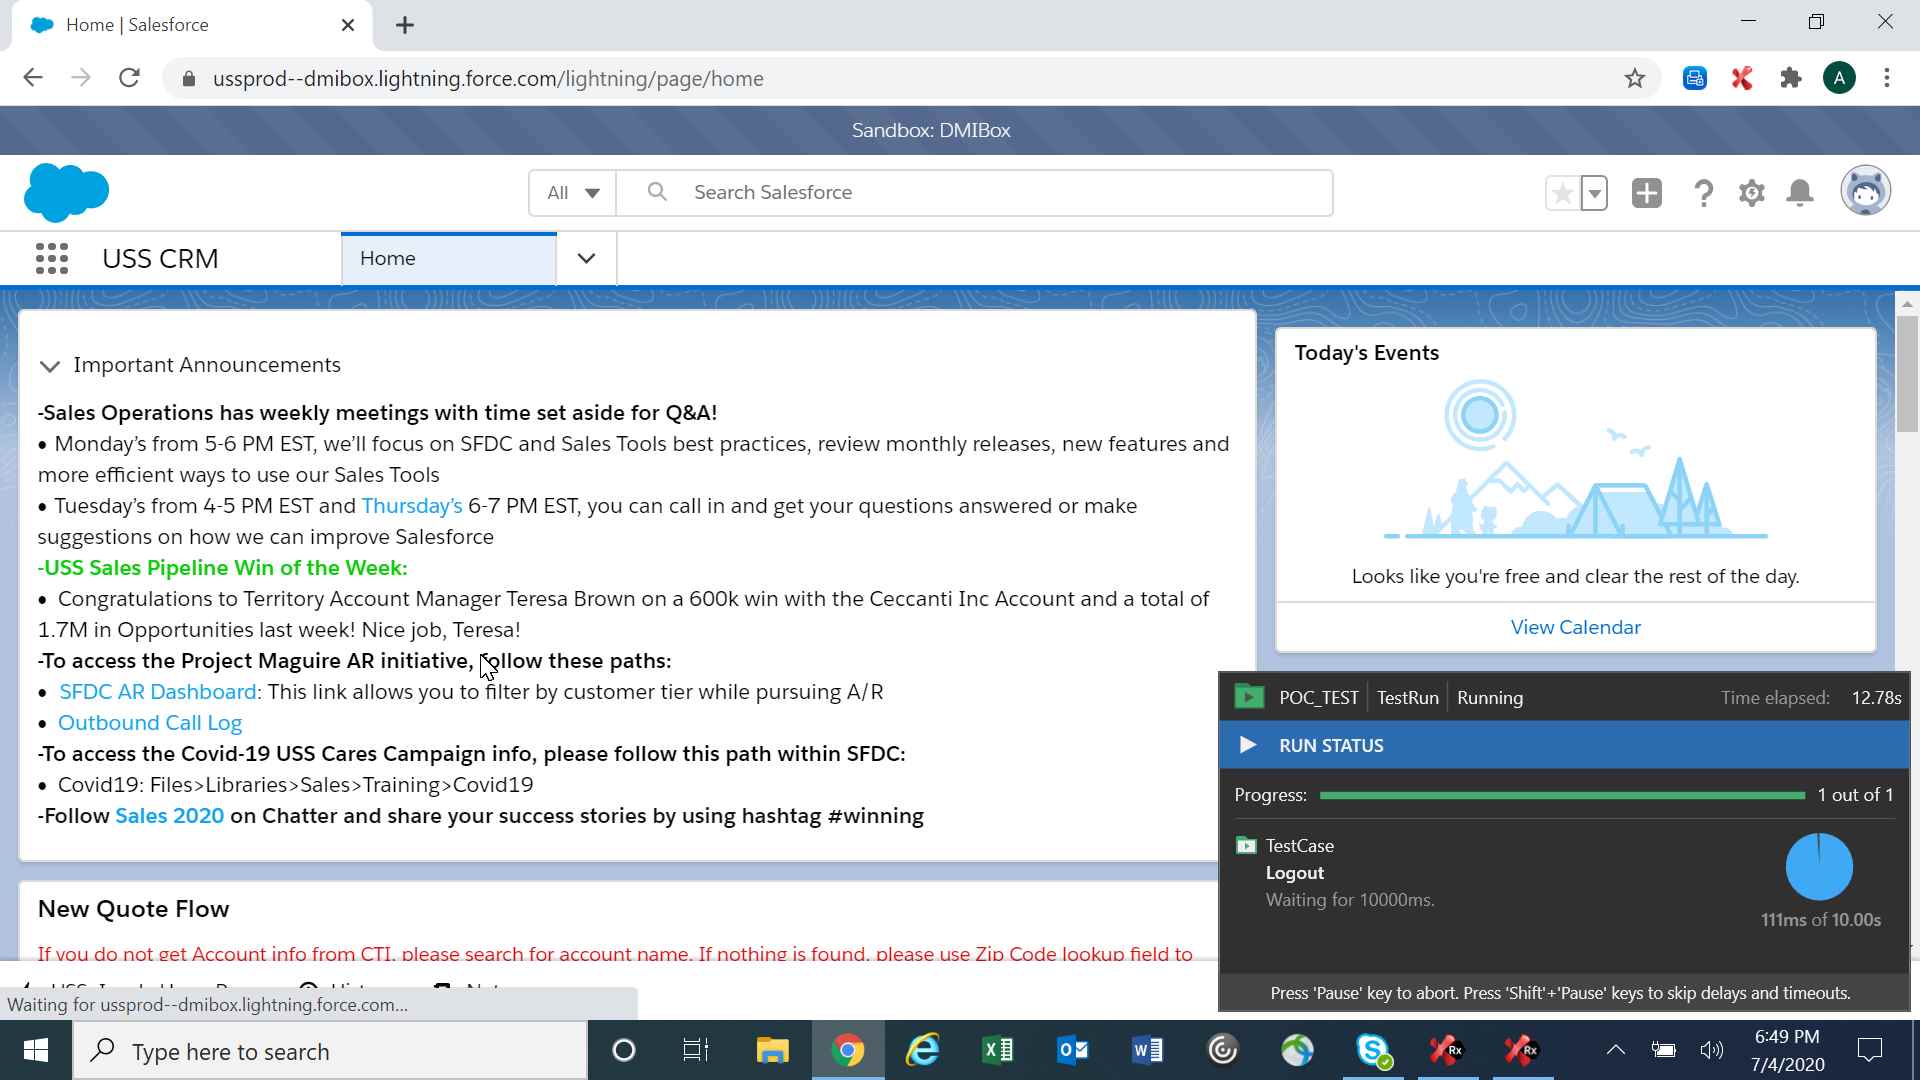 Home | Salesforce
ussprod--dmibox.lightning.force.com/lightning/page/home
A
Sandbox: DMIBox
All
Search Salesforce
USS CRM
Home
Important Announcements
-Sales Operations has weekly meetings with time set aside for Q&A!
• Monday’s from 5-6 PM EST, we’ll focus on SFDC and Sales Tools best practices, review monthly releases, new features and
more efficient ways to use our Sales Tools
• Tuesday’s from 4-5 PM EST and Thursday’s 6-7 PM EST, you can call in and get your questions answered or make
suggestions on how we can improve Salesforce
-USS Sales Pipeline Win of the Week:
• Congratulations to Territory Account Manager Teresa Brown on a 600k win with the Ceccanti Inc Account and a total of
1.7M in Opportunities last week! Nice job, Teresa!
-To access the Project Maguire AR initiative, follow these paths:
• SFDC AR Dashboard: This link allows you to filter by customer tier while pursuing A/R
• Outbound Call Log
-To access the Covid-19 USS Cares Campaign info, please follow this path within SFDC:
• Covid19: Files>Libraries>Sales>Training>Covid19
-Follow Sales 2020 on Chatter and share your success stories by using hashtag #winning
New Quote Flow
If you do not get Account info from CTI, please search for account name. If nothing is found, please use Zip Code lookup field to
Today's Events
Looks like you're free and clear the rest of the day.
View Calendar
POC_TEST
TestRun
Running
Time elapsed:
12.78s
RUN STATUS
Progress:
1 out of 1
TestCase
Logout
Waiting for 10000ms.
111ms of 10.00s
Press 'Pause' key to abort. Press 'Shift'+'Pause' keys to skip delays and timeouts.
Waiting for ussprod--dmibox.lightning.force.com...
Type here to search
Rx
Rx
6:49 PM
7/4/2020